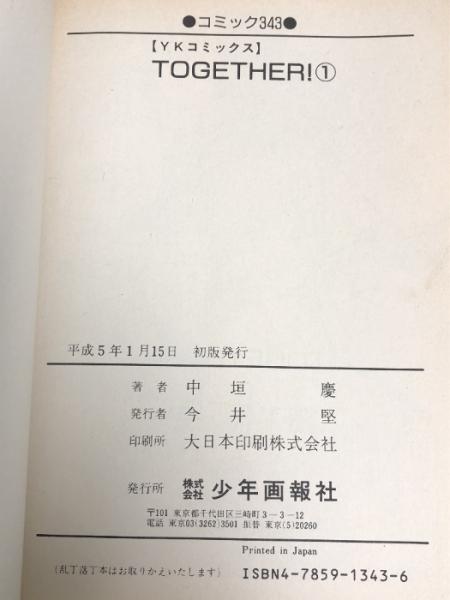 ●コミック343●
【YKコミックス】
TOGETHER!①
平成5年1月15日 初版発行
著者 中垣慶
発行者 今井堅
印刷所 大日本印刷株式会社
発行所 株式会社 少年画報社
〒101 東京都千代田区三崎町3-3-12
電話 東京03(3262)3501 振替 東京(5)20260
Printed in Japan
(乱丁落丁本はお取りかえいたします) ISBN4-7859-1343-6